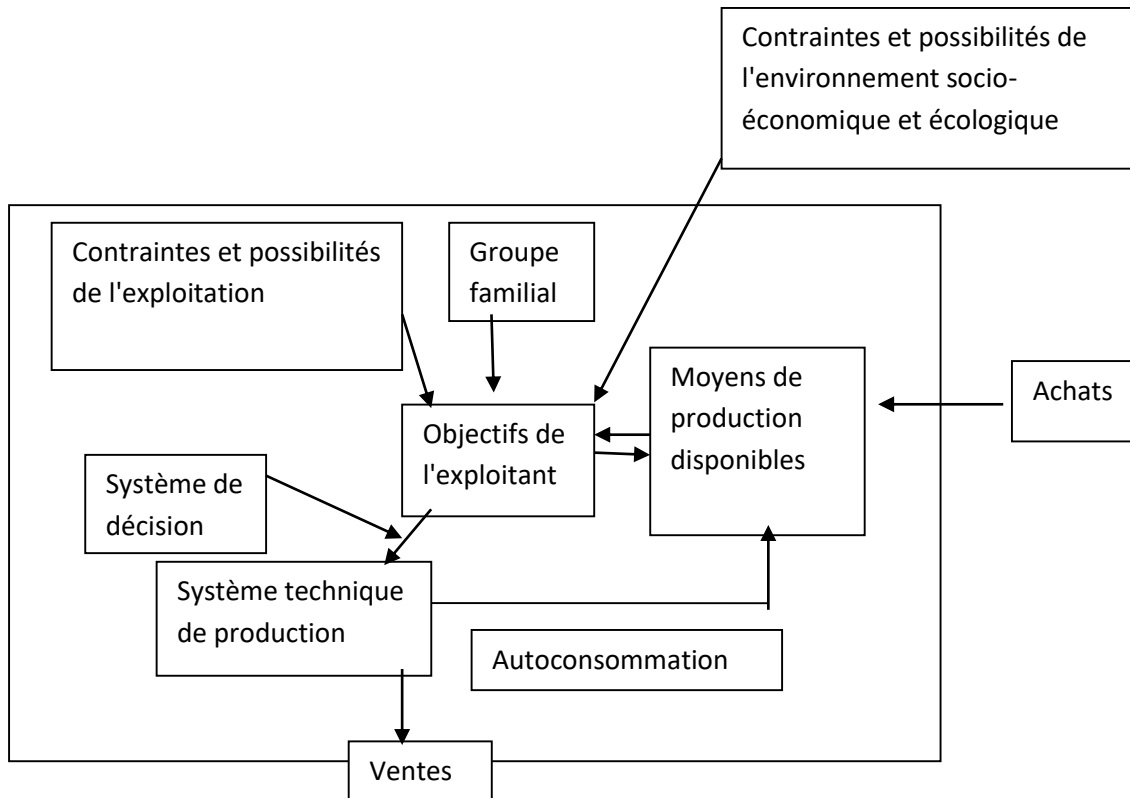 Contraintes et possibilités de
l'environnement socio-
économique et écologique
Contraintes et possibilités
de l'exploitation
Groupe
familial
Moyens de
production
disponibles
Achats
Objectifs de
l'exploitant
Système de
décision
Système technique
de production
Autoconsommation
Ventes